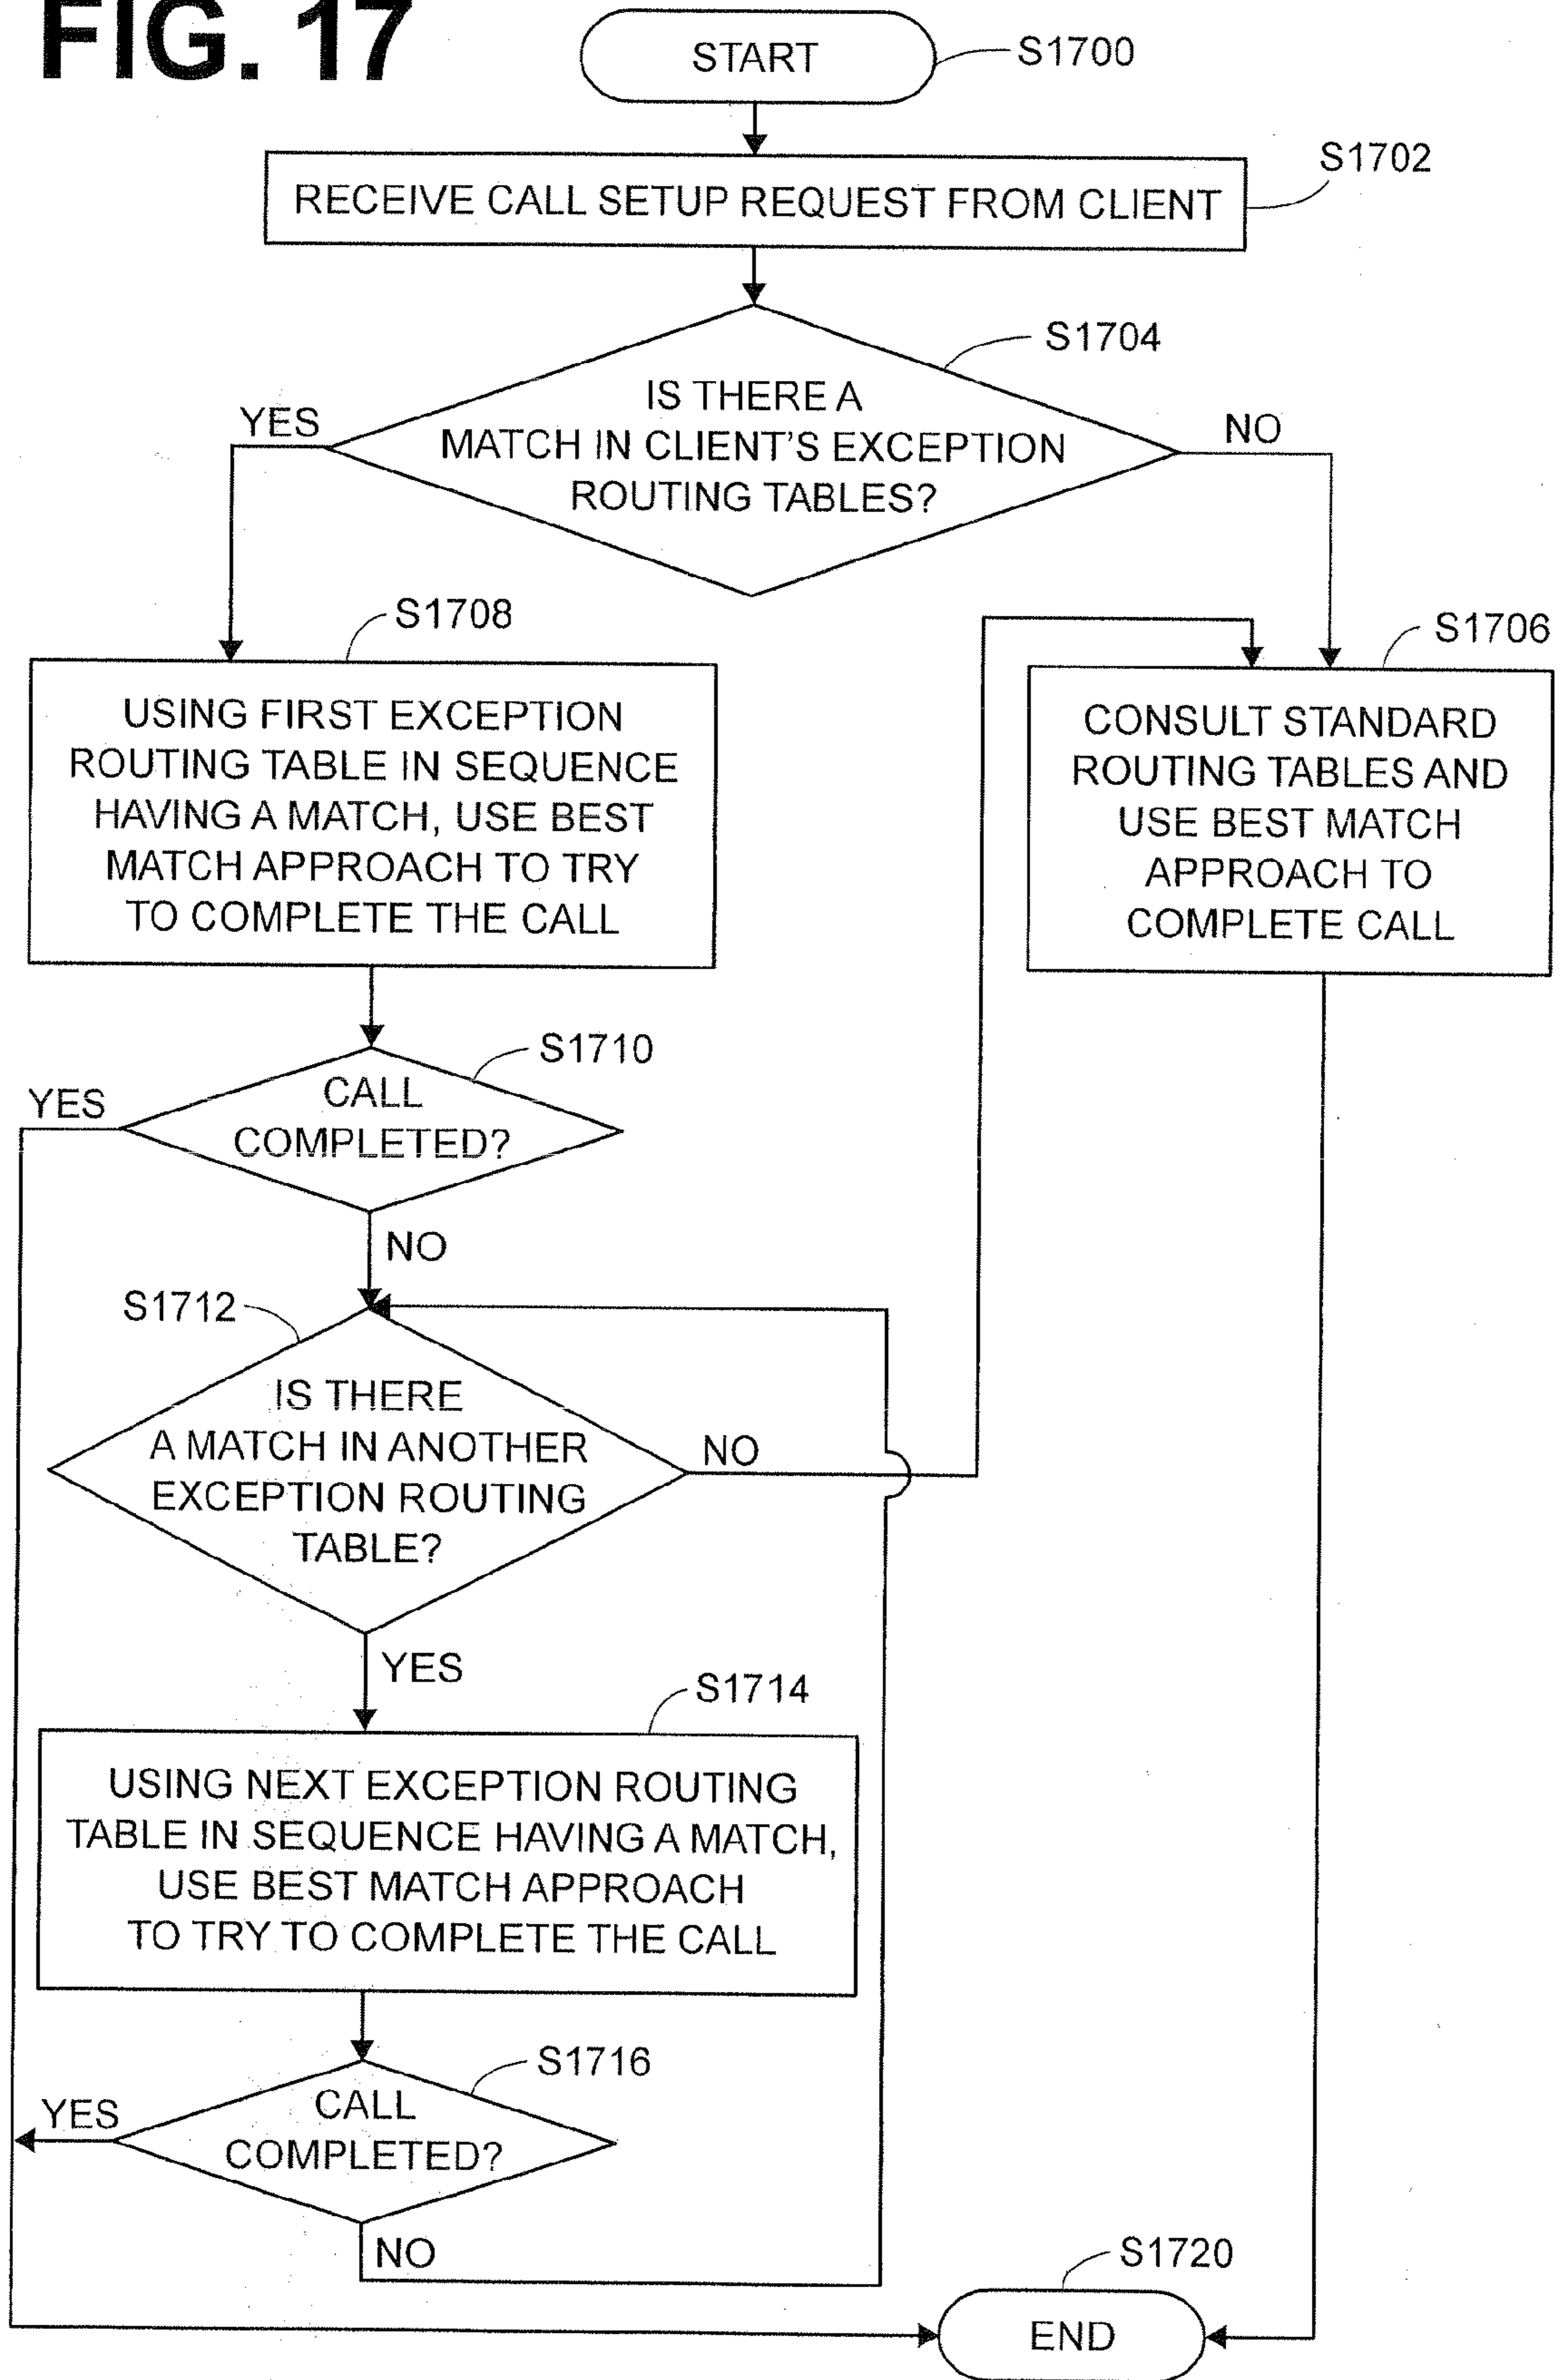 FIG. 17
START
S1700
RECEIVE CALL SETUP REQUEST FROM CLIENT
S1702
S1704
IS THERE A
MATCH IN CLIENT'S EXCEPTION
ROUTING TABLES?
YES
NO
S1708
S1706
USING FIRST EXCEPTION
ROUTING TABLE IN SEQUENCE
HAVING A MATCH, USE BEST
MATCH APPROACH TO TRY
TO COMPLETE THE CALL
CONSULT STANDARD
ROUTING TABLES AND
USE BEST MATCH
APPROACH TO
COMPLETE CALL
S1710
YES
CALL
COMPLETED?
NO
S1712
IS THERE
A MATCH IN ANOTHER
EXCEPTION ROUTING
TABLE?
NO
YES
S1714
USING NEXT EXCEPTION ROUTING
TABLE IN SEQUENCE HAVING A MATCH,
USE BEST MATCH APPROACH
TO TRY TO COMPLETE THE CALL
S1716
YES
CALL
COMPLETED?
NO
S1720
END